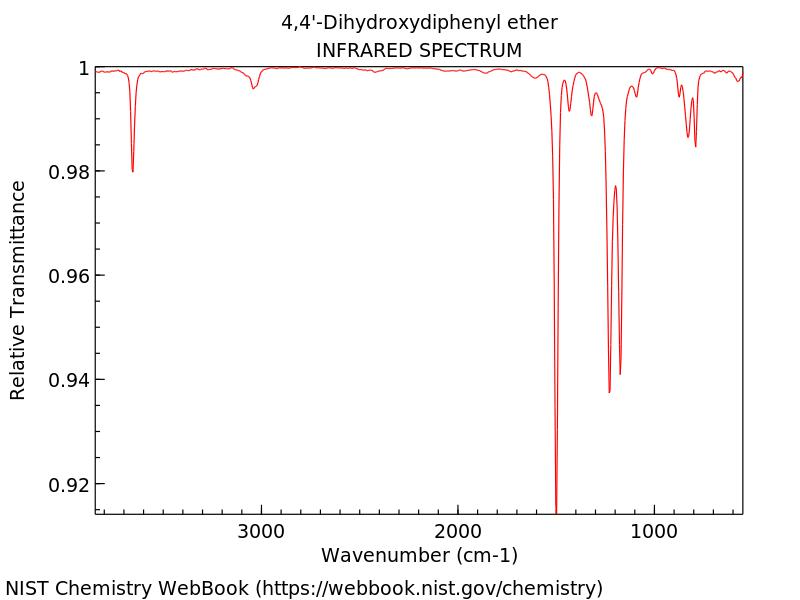 4,4'-Dihydroxydiphenyl ether
INFRARED SPECTRUM
1
0.98
0.96
0.94
0.92
Relative Transmittance
3000 2000 1000
Wavenumber (cm-1)
NIST Chemistry WebBook (https://webbook.nist.gov/chemistry)